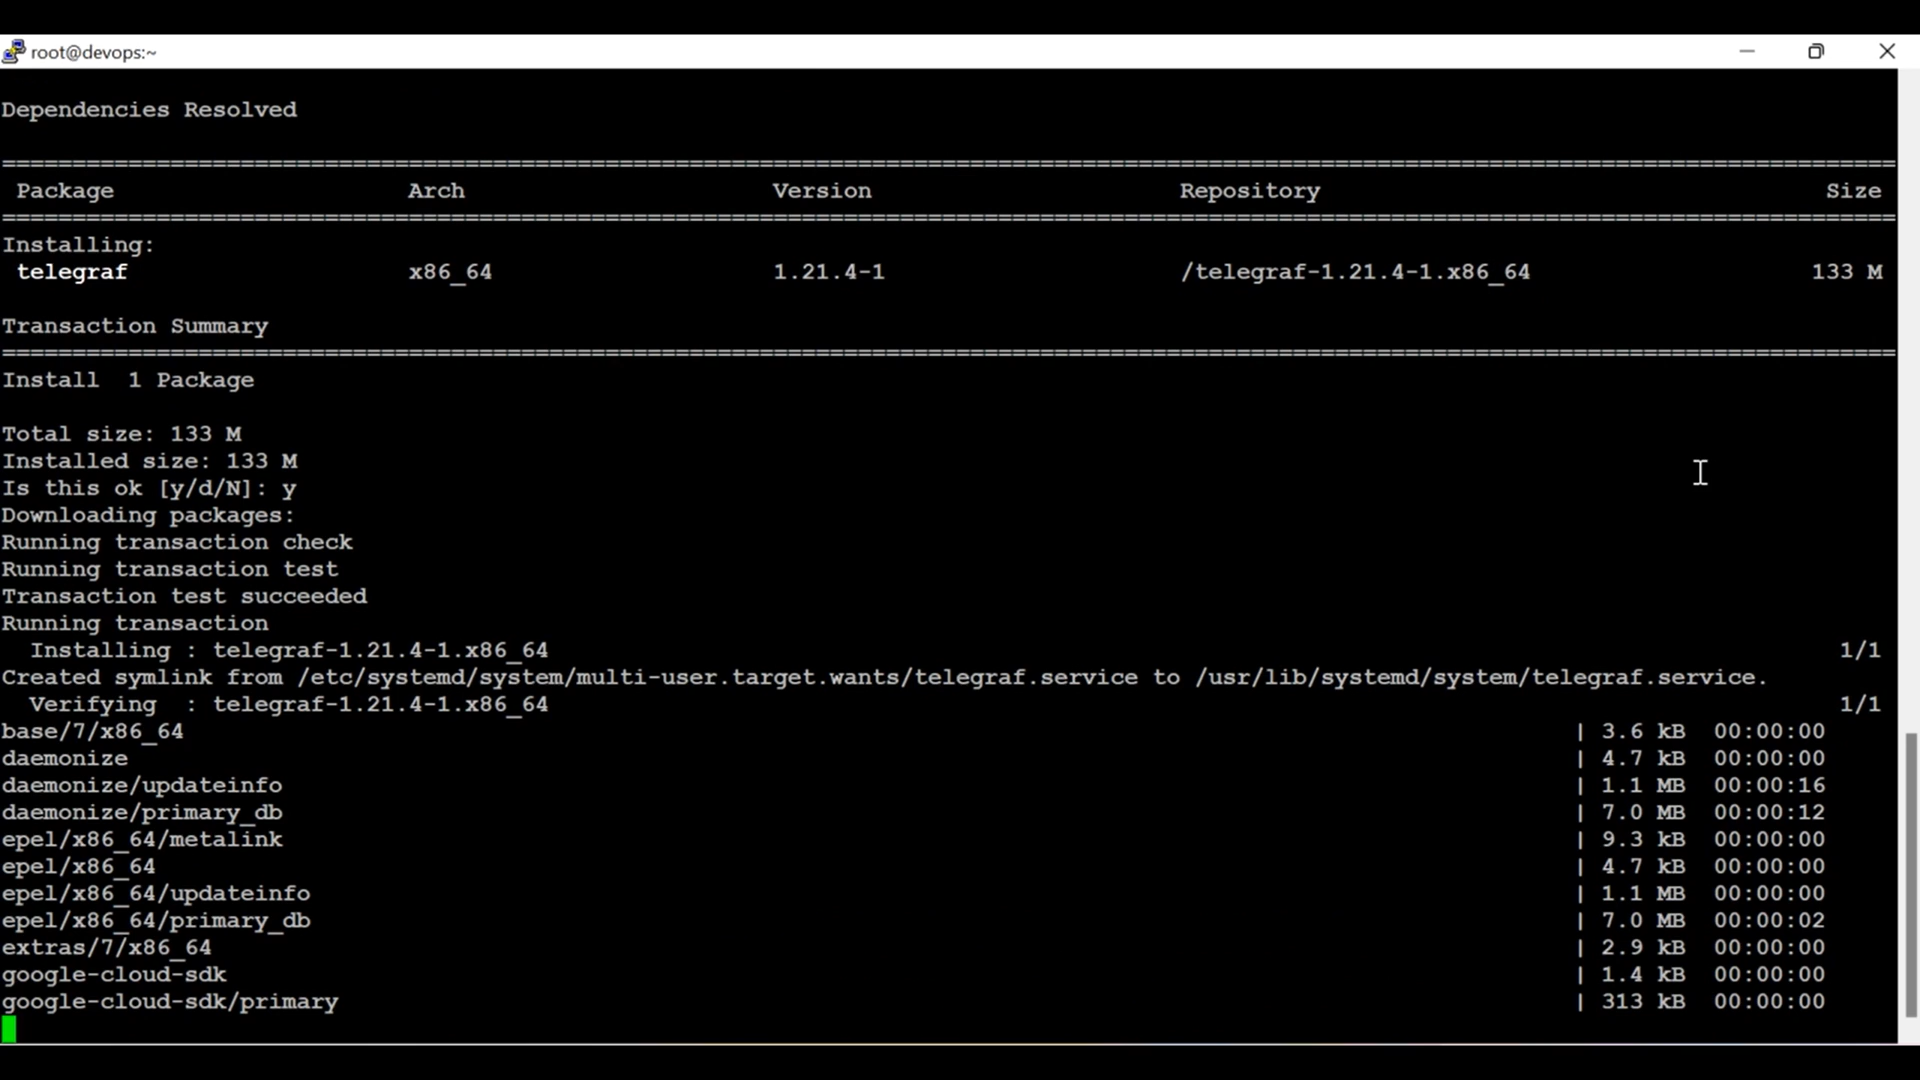 root@devops:~
Dependencies Resolved
================================================================================
Package Arch Version Repository Size
================================================================================
Installing:
telegraf x86_64 1.21.4-1 /telegraf-1.21.4-1.x86_64 133 M
Transaction Summary
================================================================================
Install  1 Package
Total size: 133 M
Installed size: 133 M
Is this ok [y/d/N]: y
Downloading packages:
Running transaction check
Running transaction test
Transaction test succeeded
Running transaction
Installing : telegraf-1.21.4-1.x86_64 1/1
Created symlink from /etc/systemd/system/multi-user.target.wants/telegraf.service to /usr/lib/systemd/system/telegraf.service.
Verifying  : telegraf-1.21.4-1.x86_64 1/1
base/7/x86_64 | 3.6 kB  00:00:00
daemonize | 4.7 kB  00:00:00
daemonize/updateinfo | 1.1 MB  00:00:16
daemonize/primary_db | 7.0 MB  00:00:12
epel/x86_64/metalink | 9.3 kB  00:00:00
epel/x86_64 | 4.7 kB  00:00:00
epel/x86_64/updateinfo | 1.1 MB  00:00:00
epel/x86_64/primary_db | 7.0 MB  00:00:02
extras/7/x86_64 | 2.9 kB  00:00:00
google-cloud-sdk | 1.4 kB  00:00:00
google-cloud-sdk/primary | 313 kB  00:00:00